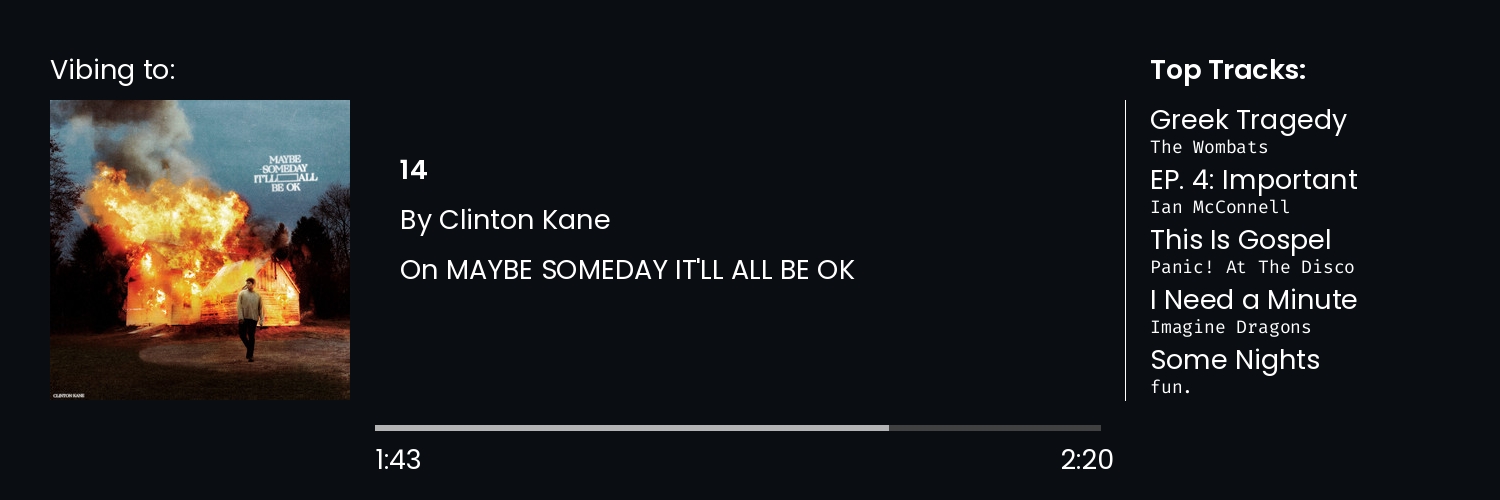 Vibing to:
MAYBE
SOMEDAY
IT'LL ALL
BE OK
CLINTON KANE
14
By Clinton Kane
On MAYBE SOMEDAY IT'LL ALL BE OK
1:43
2:20
Top Tracks:
Greek Tragedy
The Wombats
EP. 4: Important
Ian McConnell
This Is Gospel
Panic! At The Disco
I Need a Minute
Imagine Dragons
Some Nights
fun.